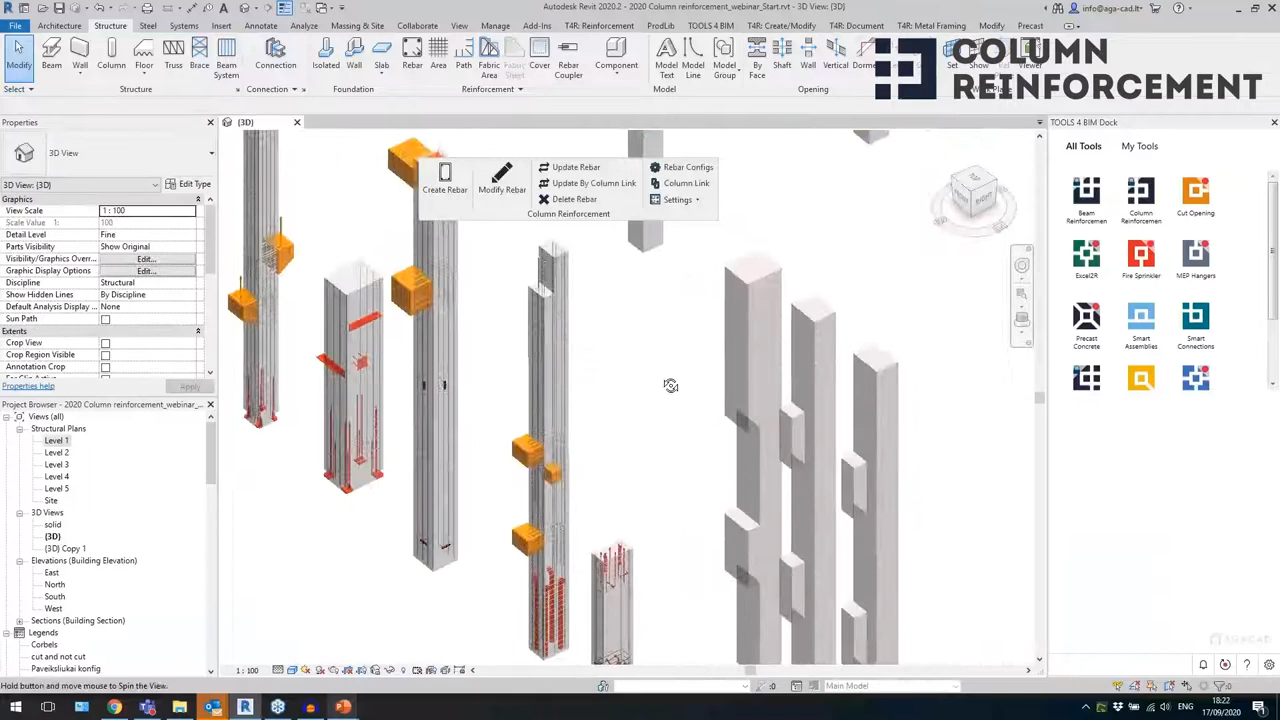 Autodesk Revit 2020.2 - 2020 Column reinforcement_webinar_Start.rvt - 3D View: {3D}
info@aga-cad.lt
File Architecture Structure Steel Systems Insert Annotate Analyze Massing & Site Collaborate View Manage Add-Ins T4R: Reinforcement ProdLib TOOLS 4 BIM T4R: Create/Modify T4R: Document T4R: Metal Framing Modify Precast
Modify Beam Wall Column Floor Truss Brace Beam System Connection Isolated Wall Slab Rebar Area Path Fabric Area Fabric Sheet Cover Rebar Coupler Component Model Text Model Line Model Group By Face Shaft Wall Vertical Set Show Viewer
Select Structure Connection Foundation Reinforcement Model Opening
COLUMN
REINFORCEMENT
Properties
3D View
3D View: {3D} Edit Type
Graphics
View Scale 1 : 100
Scale Value 1: 100
Detail Level Fine
Parts Visibility Show Original
Visibility/Graphics Over... Edit...
Graphic Display Options Edit...
Discipline Structural
Show Hidden Lines By Discipline
Default Analysis Display ... None
Sun Path
Extents
Crop View
Crop Region Visible
Annotation Crop
Properties help Apply
Project Browser - 2020 Column reinforcement_webinar_...
Views (all)
Structural Plans
Level 1
Level 2
Level 3
Level 4
Level 5
Site
3D Views
solid
{3D}
{3D} Copy 1
Elevations (Building Elevation)
East
North
South
West
Sections (Building Section)
Legends
Corbels
cut and not cut
Paveiksliukai konfig
{3D}
Create Rebar
Modify Rebar
Update Rebar
Update By Column Link
Delete Rebar
Rebar Configs
Column Link
Settings
Column Reinforcement
TOOLS 4 BIM Dock
All Tools My Tools
Beam Reinforcemen
Column Reinforcemen
Cut Opening
Excel2R
Fire Sprinkler
MEP Hangers
Precast Concrete
Smart Assemblies
Smart Connections
AGACAD
1 : 100
Hold button and move mouse to Spin the View.
:0
Main Model
:0
ENG
18:22
17/09/2020